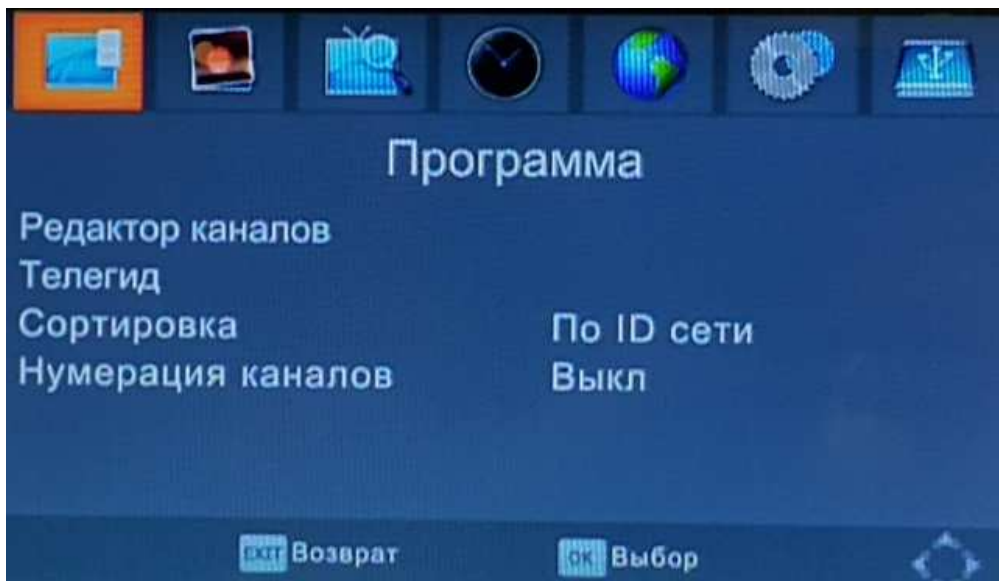 Программа
Редактор каналов
Телегид
Сортировка По ID сети
Нумерация каналов Выкл
EXIT Возврат OK Выбор